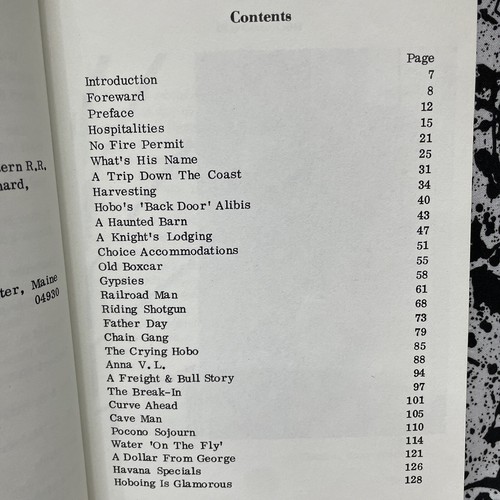 ern R.R.
ard,
ter, Maine
04930
Contents
Page
Introduction 7
Foreward 8
Preface 12
Hospitalities 15
No Fire Permit 21
What's His Name 25
A Trip Down The Coast 31
Harvesting 34
Hobo's 'Back Door' Alibis 40
A Haunted Barn 43
A Knight's Lodging 47
Choice Accommodations 51
Old Boxcar 55
Gypsies 58
Railroad Man 61
Riding Shotgun 68
Father Day 73
Chain Gang 79
The Crying Hobo 85
Anna V. L. 88
A Freight & Bull Story 94
The Break-In 97
Curve Ahead 101
Cave Man 105
Pocono Sojourn 110
Water 'On The Fly' 114
A Dollar From George 121
Havana Specials 126
Hoboing Is Glamorous 128